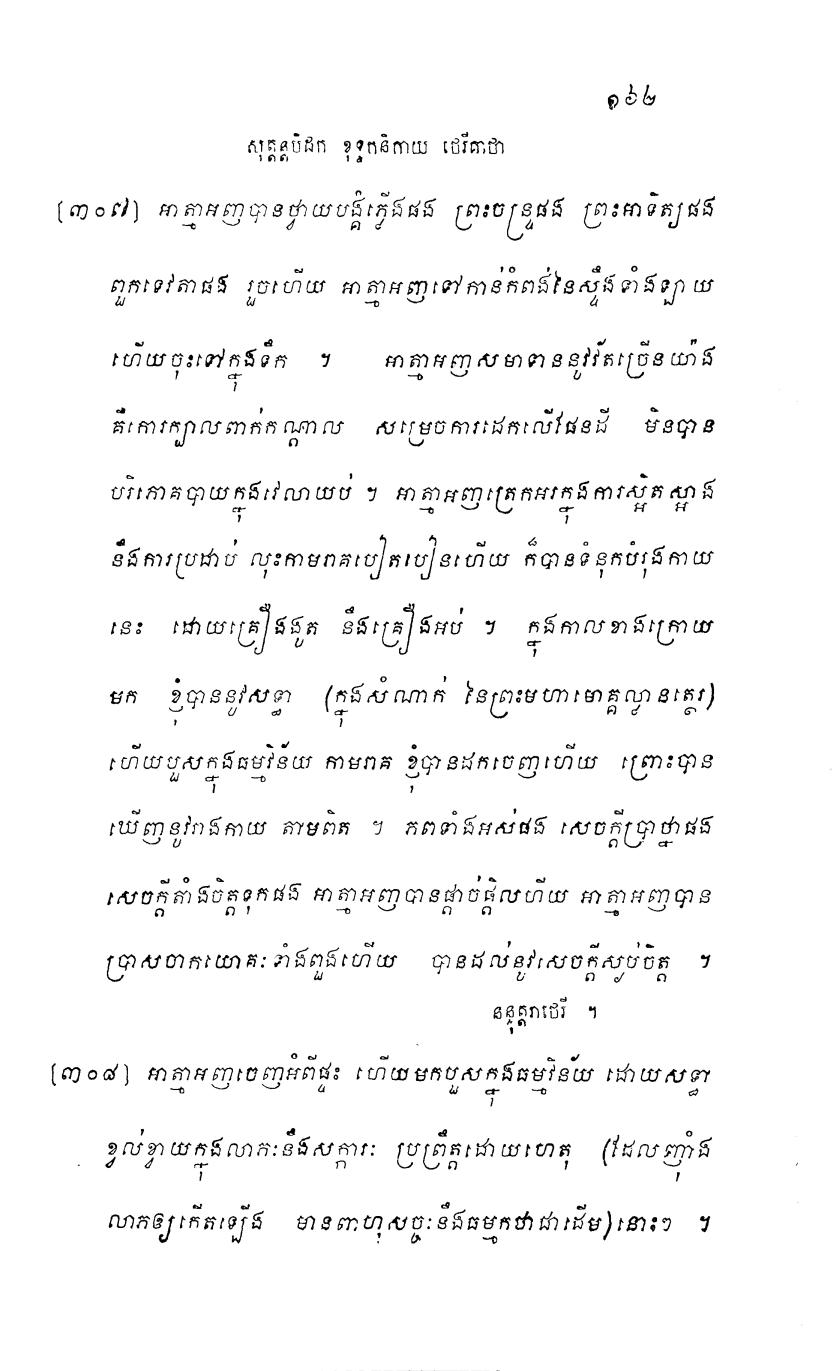 ១៦២
សុត្តន្តបិដក ខុទ្ទកនិកាយ ថេរីគាថា
[៣០៧] អាត្មាអញបានថ្វាយបង្គំភ្លើងផង ព្រះចន្ទ្រផង ព្រះអាទិត្យផង
ពួកទេវតាផង រួចហើយ អាត្មាអញទៅកាន់កំពង់នៃស្ទឹងទាំងឡាយ
ហើយចុះទៅក្នុងទឹក ។ អាត្មាអញសមាទាននូវវ័តច្រើនយ៉ាង
គឺកោរក្បាលពាក់កណ្តាល សម្រេចការដេកលើផែនដី មិនបាន
បរិភោគបាយក្នុងវេលាយប់ ។ អាត្មាអញត្រេកអរក្នុងការស្អិតស្អាង
នឹងការប្រដាប់ លុះកាមរាគបៀតបៀនហើយ ក៏បានទំនុកបំរុងកាយ
នេះ ដោយគ្រឿងងូត នឹងគ្រឿងអប់ ។ ក្នុងកាលខាងក្រោយ
មក ខ្ញុំបាននូវសទ្ធា (ក្នុងសំណាក់ នៃព្រះមហាមោគ្គល្លានត្ថេរ)
ហើយបួសក្នុងធម្មវិន័យ កាមរាគ ខ្ញុំបានដកចេញហើយ ព្រោះបាន
ឃើញនូវរាងកាយ តាមពិត ។ ភពទាំងអស់ផង សេចក្តីប្រាថ្នាផង
សេចក្តីតាំងចិត្តទុកផង អាត្មាអញបានផ្តាច់ផ្តិលហើយ អាត្មាអញបាន
ប្រាសចាកយោគៈទាំងពួងហើយ បានដល់នូវសេចក្តីស្ងប់ចិត្ត ។
នន្ទុត្តរាថេរី ។
[៣០៨] អាត្មាអញចេញអំពីផ្ទះ ហើយមកបួសក្នុងធម្មវិន័យ ដោយសទ្ធា
ខ្វល់ខ្វាយក្នុងលាភៈនឹងសក្ការៈ ប្រព្រឹត្តដោយហេតុ (ដែលញ៉ាំង
លាភឲ្យកើតឡើង មានពាហុសច្ចៈនឹងធម្មកថាជាដើម)នោះៗ ។